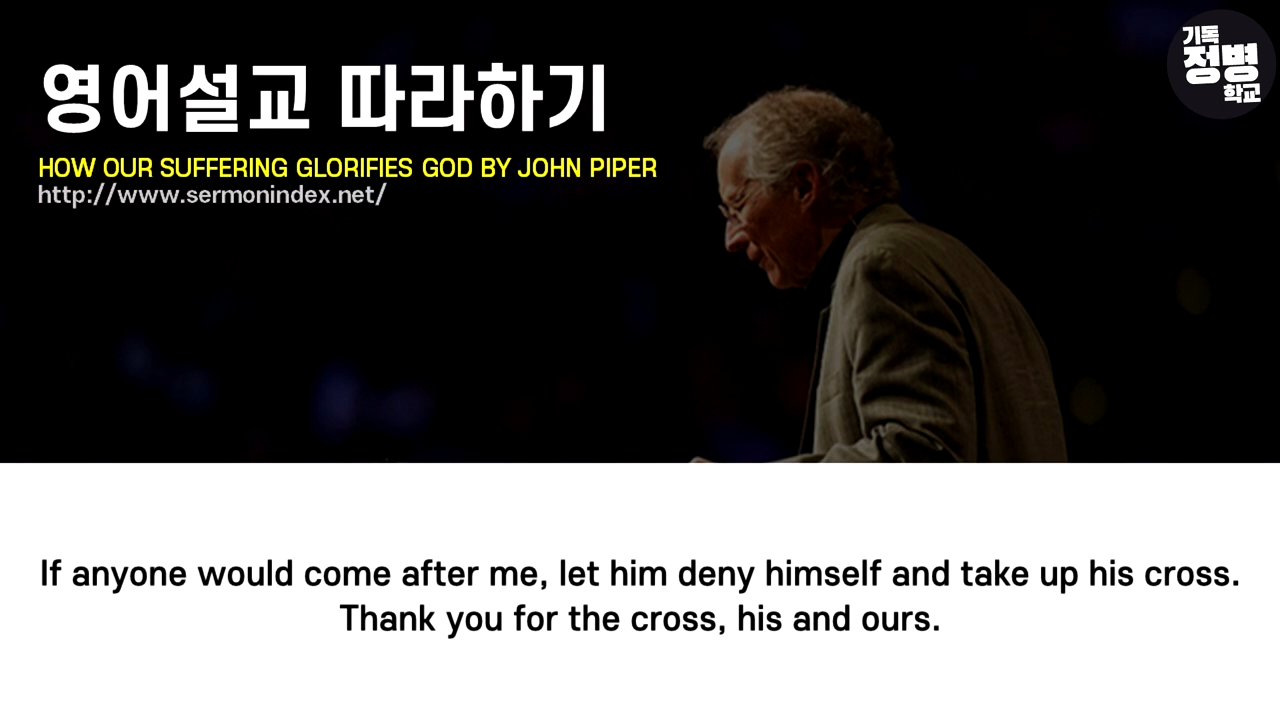 영어설교 따라하기
HOW OUR SUFFERING GLORIFIES GOD BY JOHN PIPER
http://www.sermonindex.net/
기독
정병
학교
If anyone would come after me, let him deny himself and take up his cross.
Thank you for the cross, his and ours.